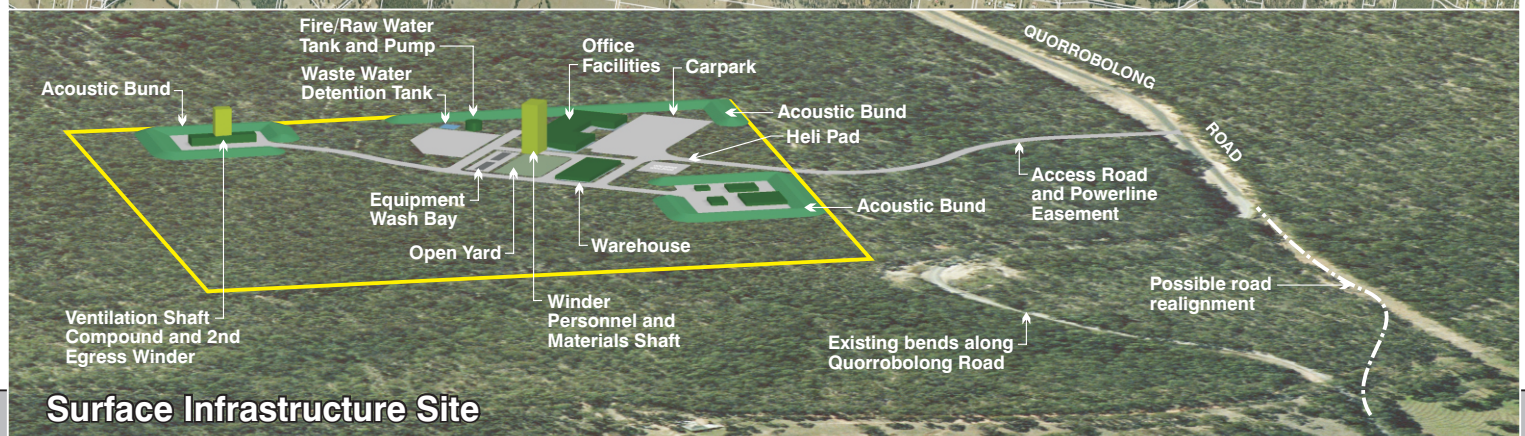 Fire/Raw Water
Tank and Pump
Office
Facilities
Carpark
Waste Water
Detention Tank
Acoustic Bund
QUORROBOLONG
ROAD
Acoustic Bund
Heli Pad
Access Road
and Powerline
Easement
Acoustic Bund
Equipment
Wash Bay
Open Yard
Warehouse
Winder
Personnel and
Materials Shaft
Ventilation Shaft
Compound and 2nd
Egress Winder
Possible road
realignment
Existing bends along
Quorrobolong Road
Surface Infrastructure Site